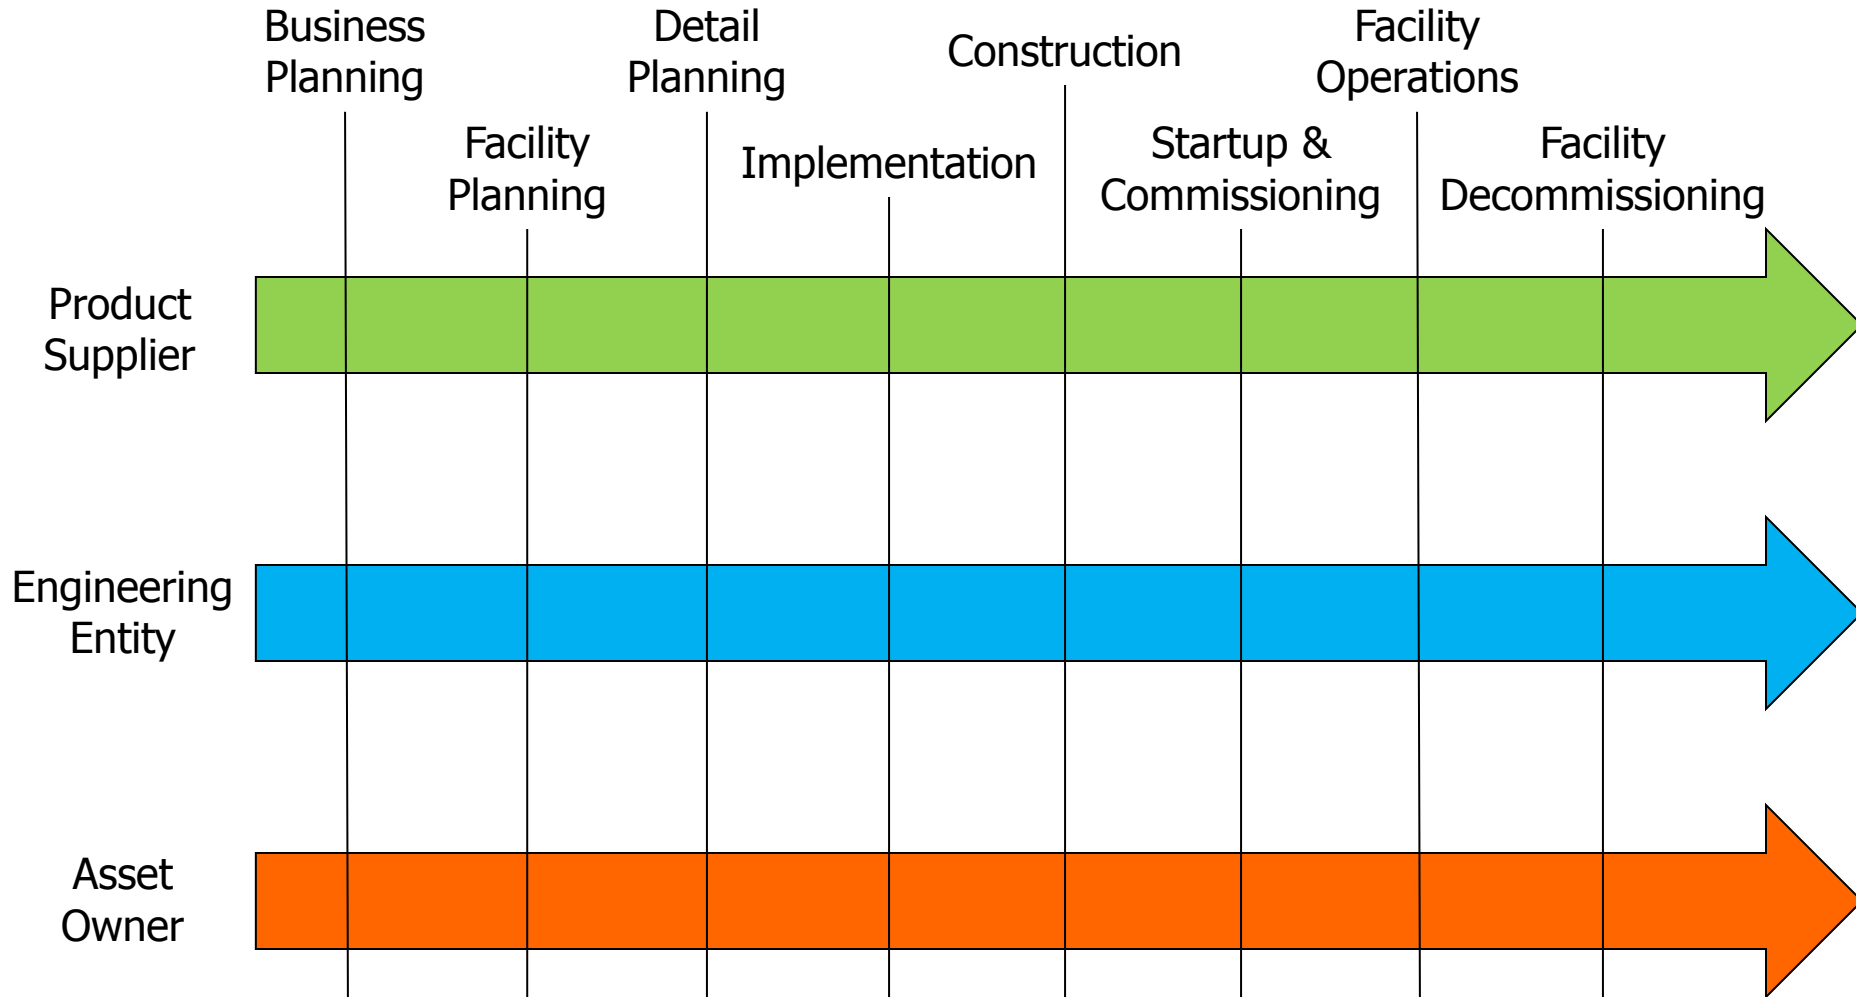 Business
Planning
Facility
Planning
Detail
Planning
Implementation
Construction
Startup &
Commissioning
Facility
Operations
Facility
Decommissioning
Product
Supplier
Engineering
Entity
Asset
Owner